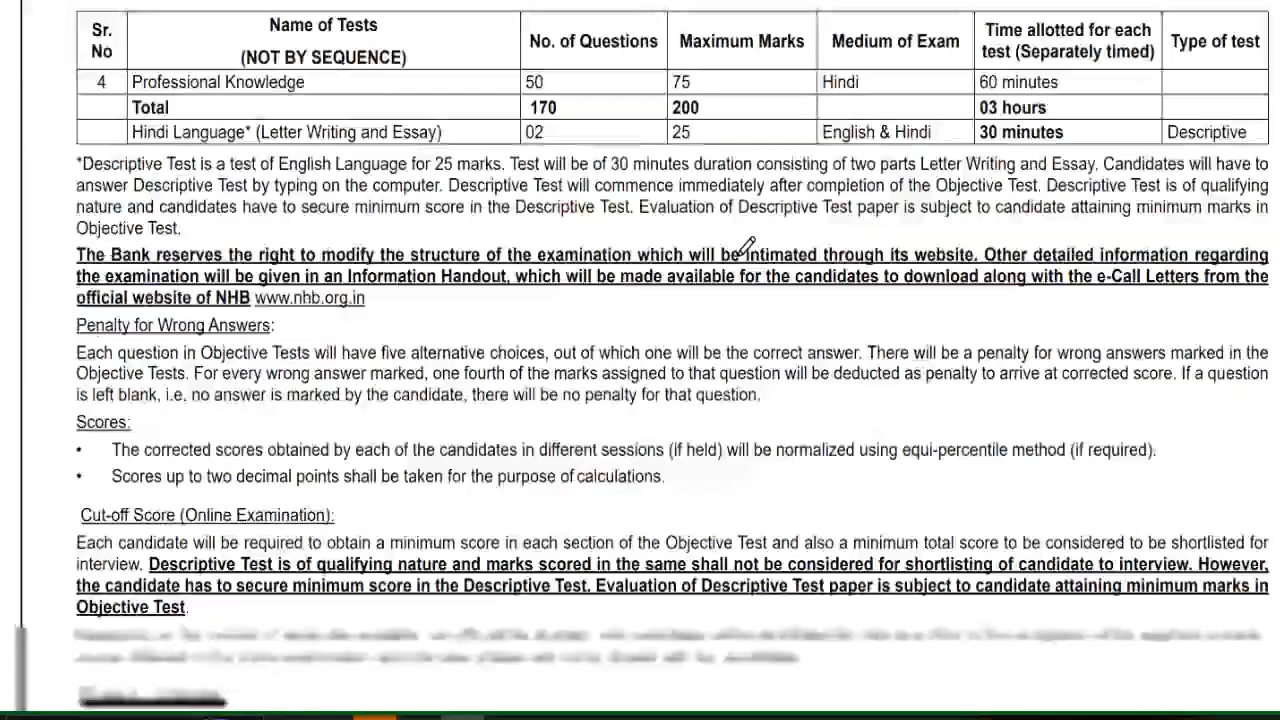 Sr. No | Name of Tests (NOT BY SEQUENCE) | No. of Questions | Maximum Marks | Medium of Exam | Time allotted for each test (Separately timed) | Type of test
4 | Professional Knowledge | 50 | 75 | Hindi | 60 minutes
Total | 170 | 200 | 03 hours
Hindi Language* (Letter Writing and Essay) | 02 | 25 | English & Hindi | 30 minutes | Descriptive
*Descriptive Test is a test of English Language for 25 marks. Test will be of 30 minutes duration consisting of two parts Letter Writing and Essay. Candidates will have to
answer Descriptive Test by typing on the computer. Descriptive Test will commence immediately after completion of the Objective Test. Descriptive Test is of qualifying
nature and candidates have to secure minimum score in the Descriptive Test. Evaluation of Descriptive Test paper is subject to candidate attaining minimum marks in
Objective Test.
The Bank reserves the right to modify the structure of the examination which will be intimated through its website. Other detailed information regarding
the examination will be given in an Information Handout, which will be made available for the candidates to download along with the e-Call Letters from the
official website of NHB www.nhb.org.in
Penalty for Wrong Answers:
Each question in Objective Tests will have five alternative choices, out of which one will be the correct answer. There will be a penalty for wrong answers marked in the
Objective Tests. For every wrong answer marked, one fourth of the marks assigned to that question will be deducted as penalty to arrive at corrected score. If a question
is left blank, i.e. no answer is marked by the candidate, there will be no penalty for that question.
Scores:
• The corrected scores obtained by each of the candidates in different sessions (if held) will be normalized using equi-percentile method (if required).
• Scores up to two decimal points shall be taken for the purpose of calculations.
Cut-off Score (Online Examination):
Each candidate will be required to obtain a minimum score in each section of the Objective Test and also a minimum total score to be considered to be shortlisted for
interview. Descriptive Test is of qualifying nature and marks scored in the same shall not be considered for shortlisting of candidate to interview. However,
the candidate has to secure minimum score in the Descriptive Test. Evaluation of Descriptive Test paper is subject to candidate attaining minimum marks in
Objective Test.